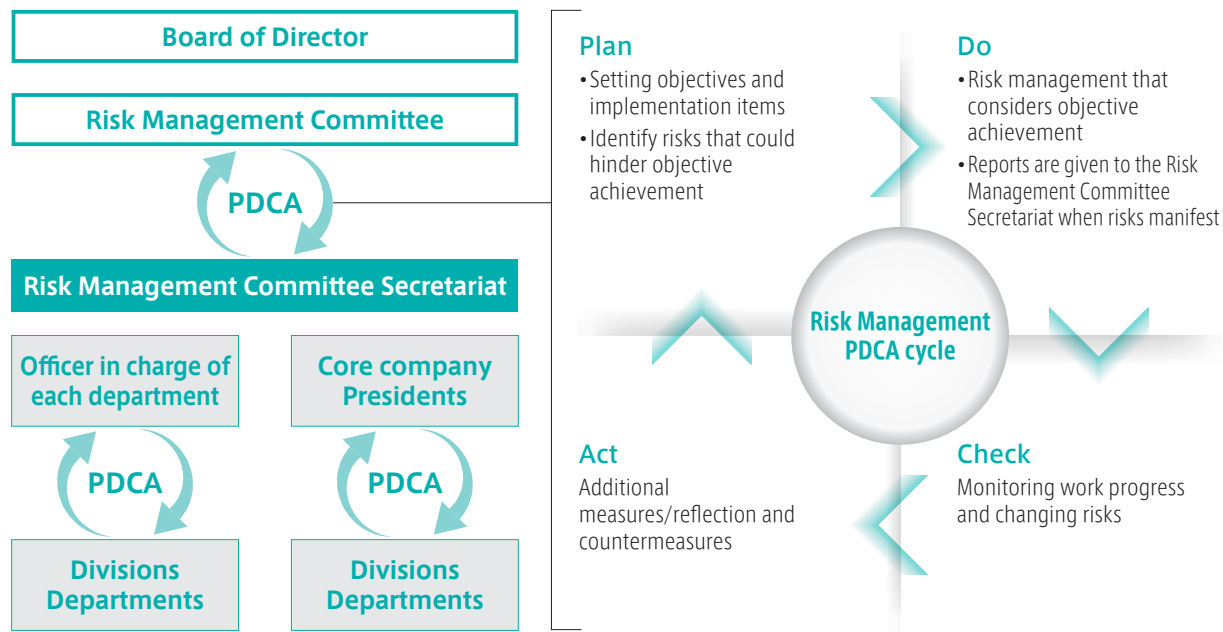 Board of Director
Risk Management Committee
PDCA
Risk Management Committee Secretariat
Officer in charge of
each department
PDCA
Divisions
Departments
Core company
Presidents
PDCA
Divisions
Departments
Plan
•Setting objectives and
implementation items
•Identify risks that could
hinder objective
achievement
Do
•Risk management that
considers objective
achievement
•Reports are given to the Risk
Management Committee
Secretariat when risks manifest
Risk Management
PDCA cycle
Act
Additional
measures/reflection and
countermeasures
Check
Monitoring work progress
and changing risks